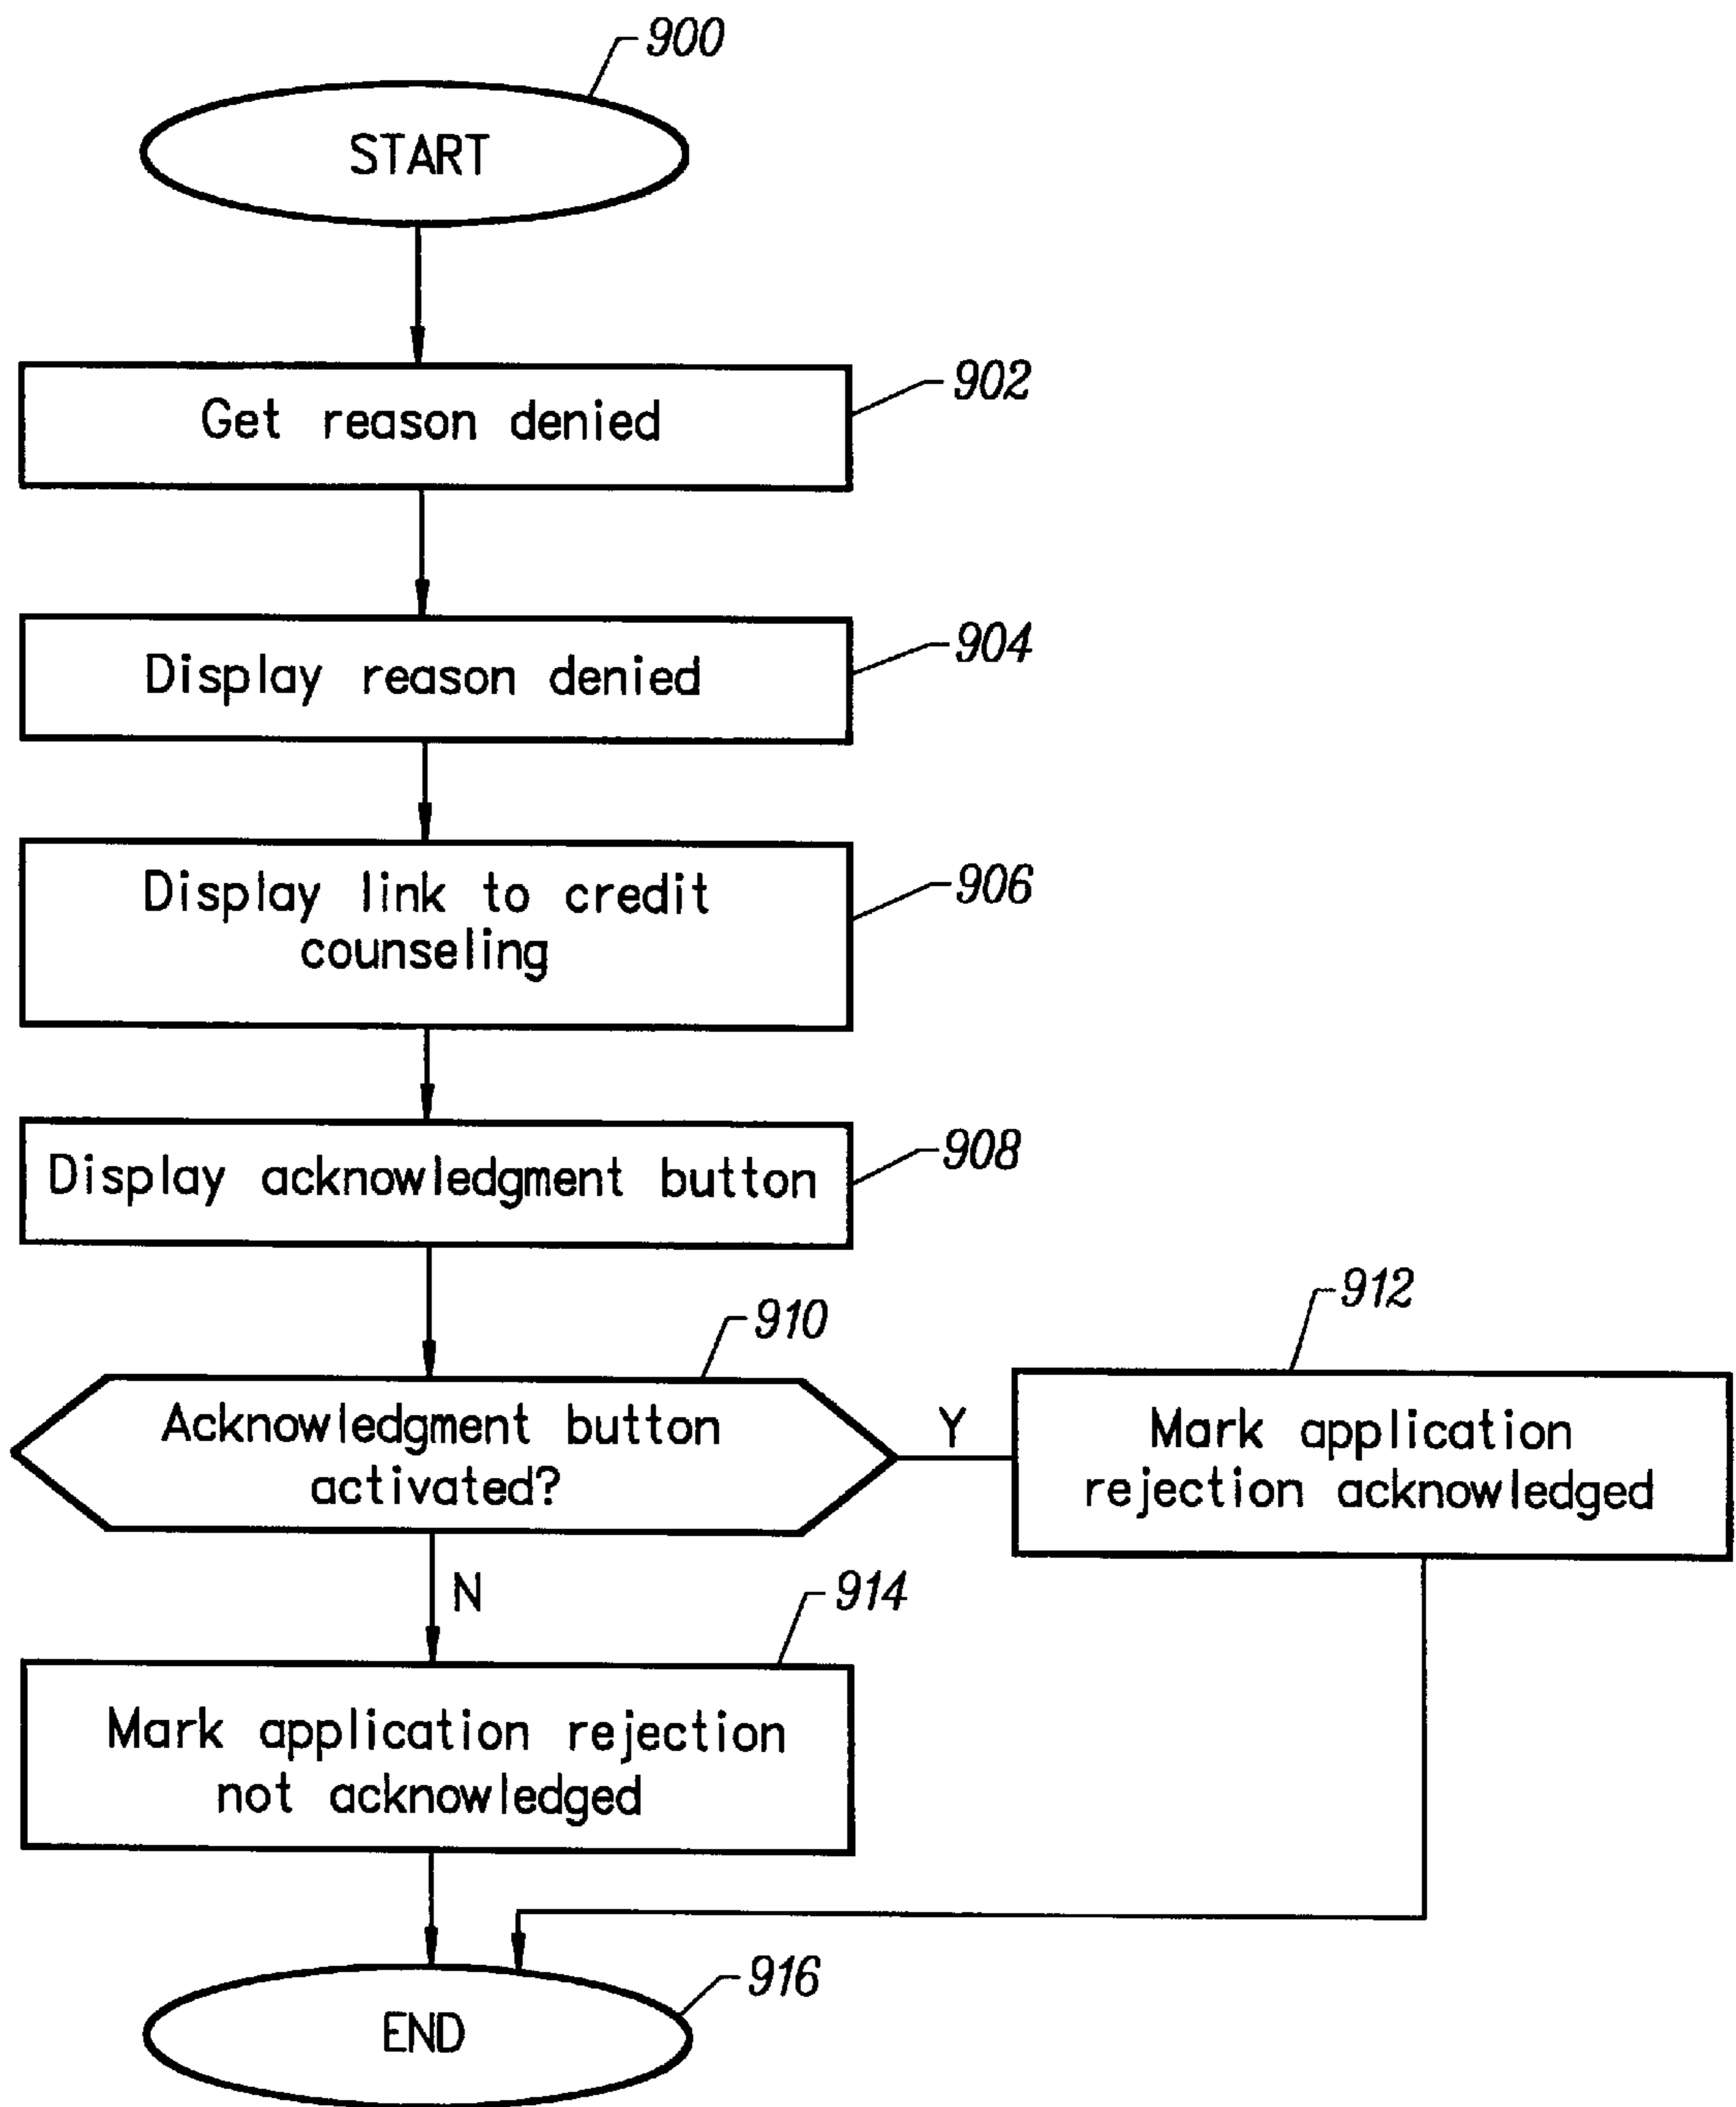 900
START
902
Get reason denied
904
Display reason denied
906
Display link to credit
counseling
908
Display acknowledgment button
910
Acknowledgment button
activated?
Y
912
Mark application
rejection acknowledged
N
914
Mark application rejection
not acknowledged
916
END